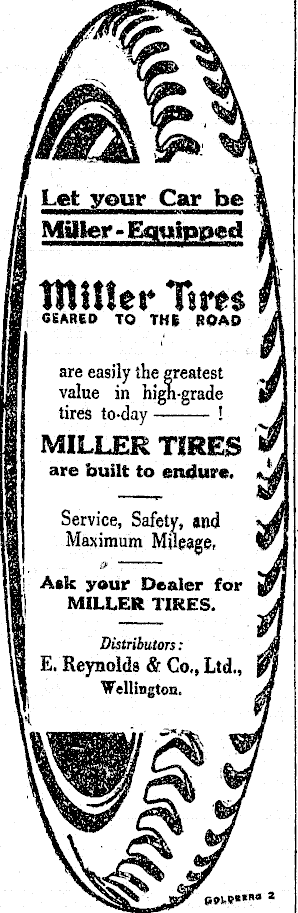 Let your Car be
Miller-Equipped
Miller Tires
GEARED TO THE ROAD
are easily the greatest
value in high-grade
tires to-day ——— !
MILLER TIRES
are built to endure.
Service, Safety, and
Maximum Mileage.
Ask your Dealer for
MILLER TIRES.
Distributors:
E. Reynolds & Co., Ltd.,
Wellington.
GOLDBERG 2